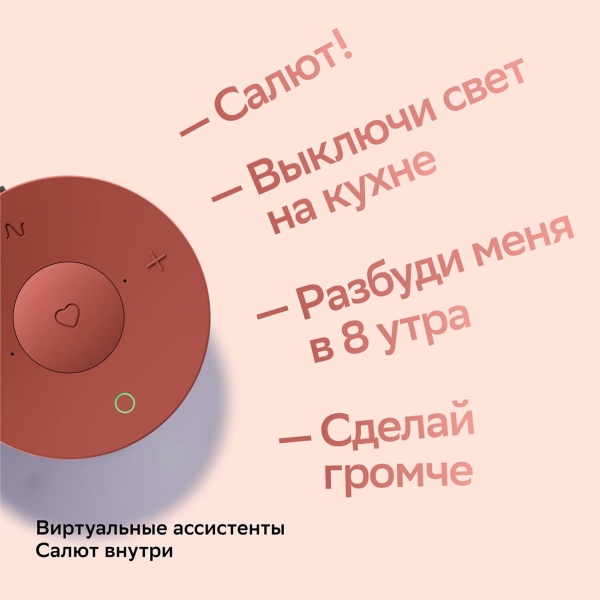 — Салют!
— Выключи свет
на кухне
— Разбуди меня
в 8 утра
— Сделай
громче
Виртуальные ассистенты
Салют внутри